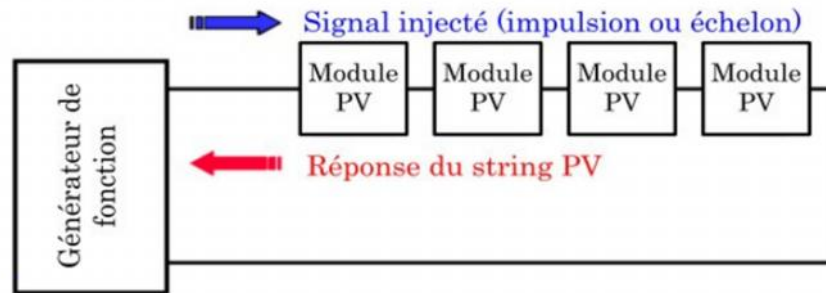 Signal injecté (impulsion ou échelon)
Module
PV
Module
PV
Module
PV
Module
PV
Réponse du string PV
Générateur de
fonction